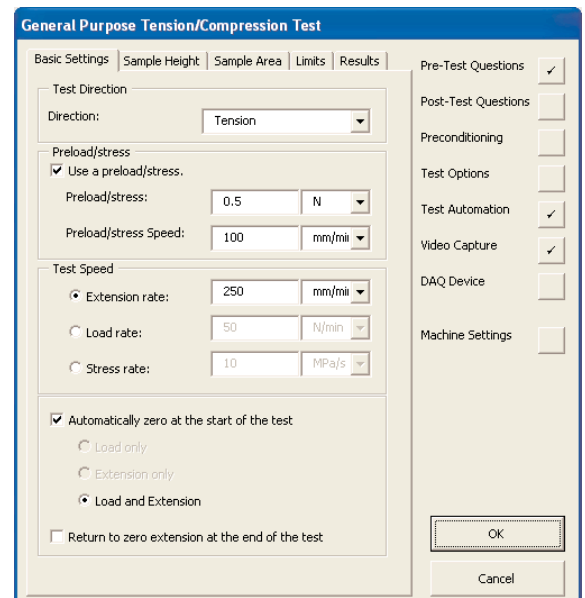 General Purpose Tension/Compression Test
Basic Settings Sample Height Sample Area Limits Results
Test Direction
Direction: Tension
Preload/stress
Use a preload/stress.
Preload/stress: 0.5 N
Preload/stress Speed: 100 mm/min
Test Speed
Extension rate: 250 mm/min
Load rate: 50 N/min
Stress rate: 10 MPa/s
Automatically zero at the start of the test
Load only
Extension only
Load and Extension
Return to zero extension at the end of the test
Pre-Test Questions
Post-Test Questions
Preconditioning
Test Options
Test Automation
Video Capture
DAQ Device
Machine Settings
OK
Cancel